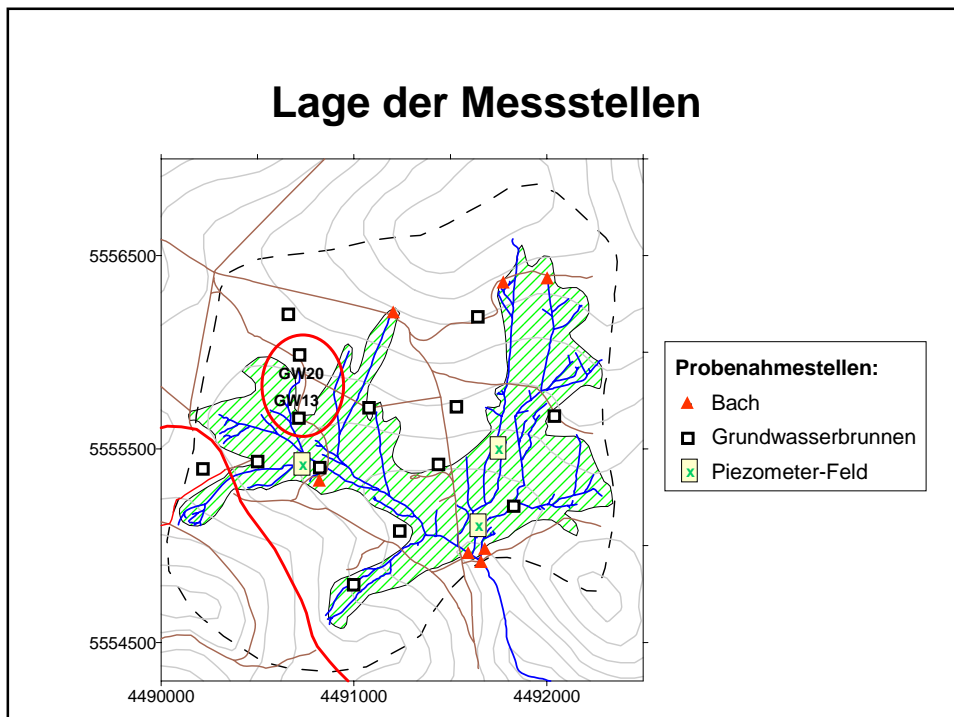 Lage der Messstellen
5556500
GW20
GW13
5555500
5554500
4490000 4491000 4492000
Probenahmestellen:
Bach
Grundwasserbrunnen
x Piezometer-Feld
x
x
x